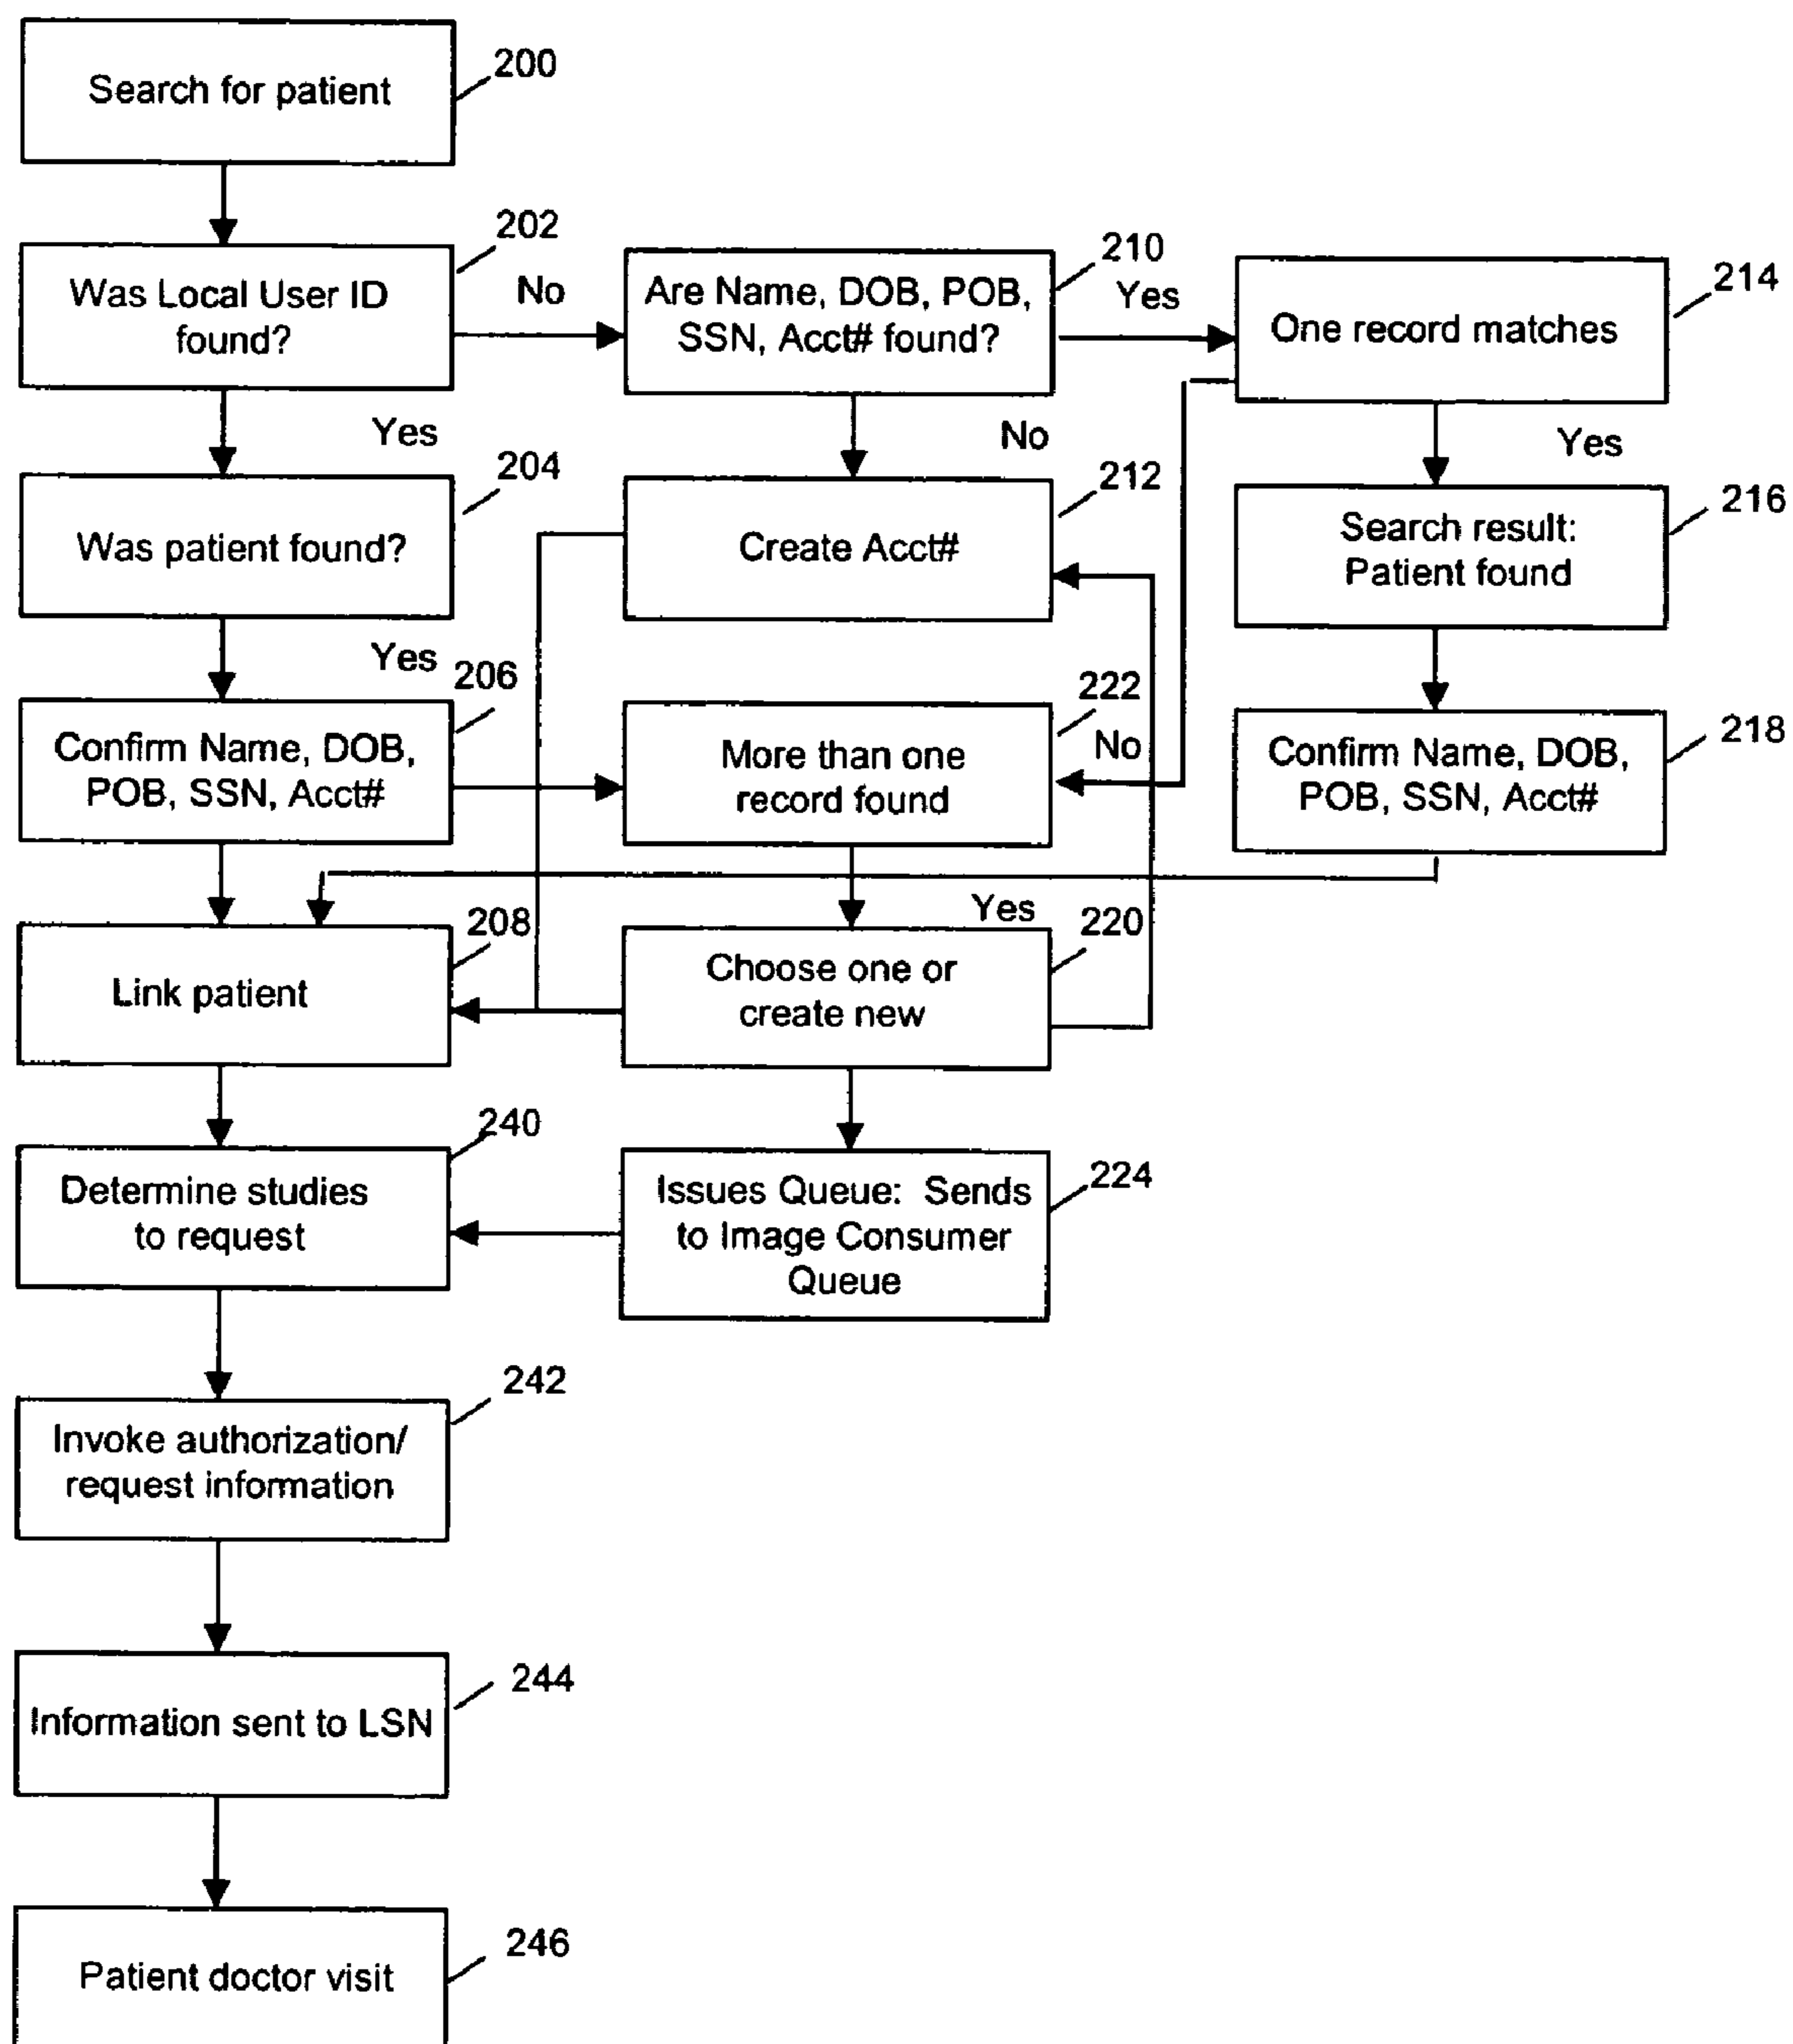 Search for patient
200
Was Local User ID
found?
202
No
Are Name, DOB, POB,
SSN, Acct# found?
210
Yes
One record matches
214
Yes
Was patient found?
204
No
Create Acct#
212
Yes
Search result:
Patient found
216
Yes
Confirm Name, DOB,
POB, SSN, Acct#
206
More than one
record found
222
No
Confirm Name, DOB,
POB, SSN, Acct#
218
Link patient
208
Yes
Choose one or
create new
220
Determine studies
to request
240
Issues Queue: Sends
to Image Consumer
Queue
224
Invoke authorization/
request information
242
Information sent to LSN
244
Patient doctor visit
246